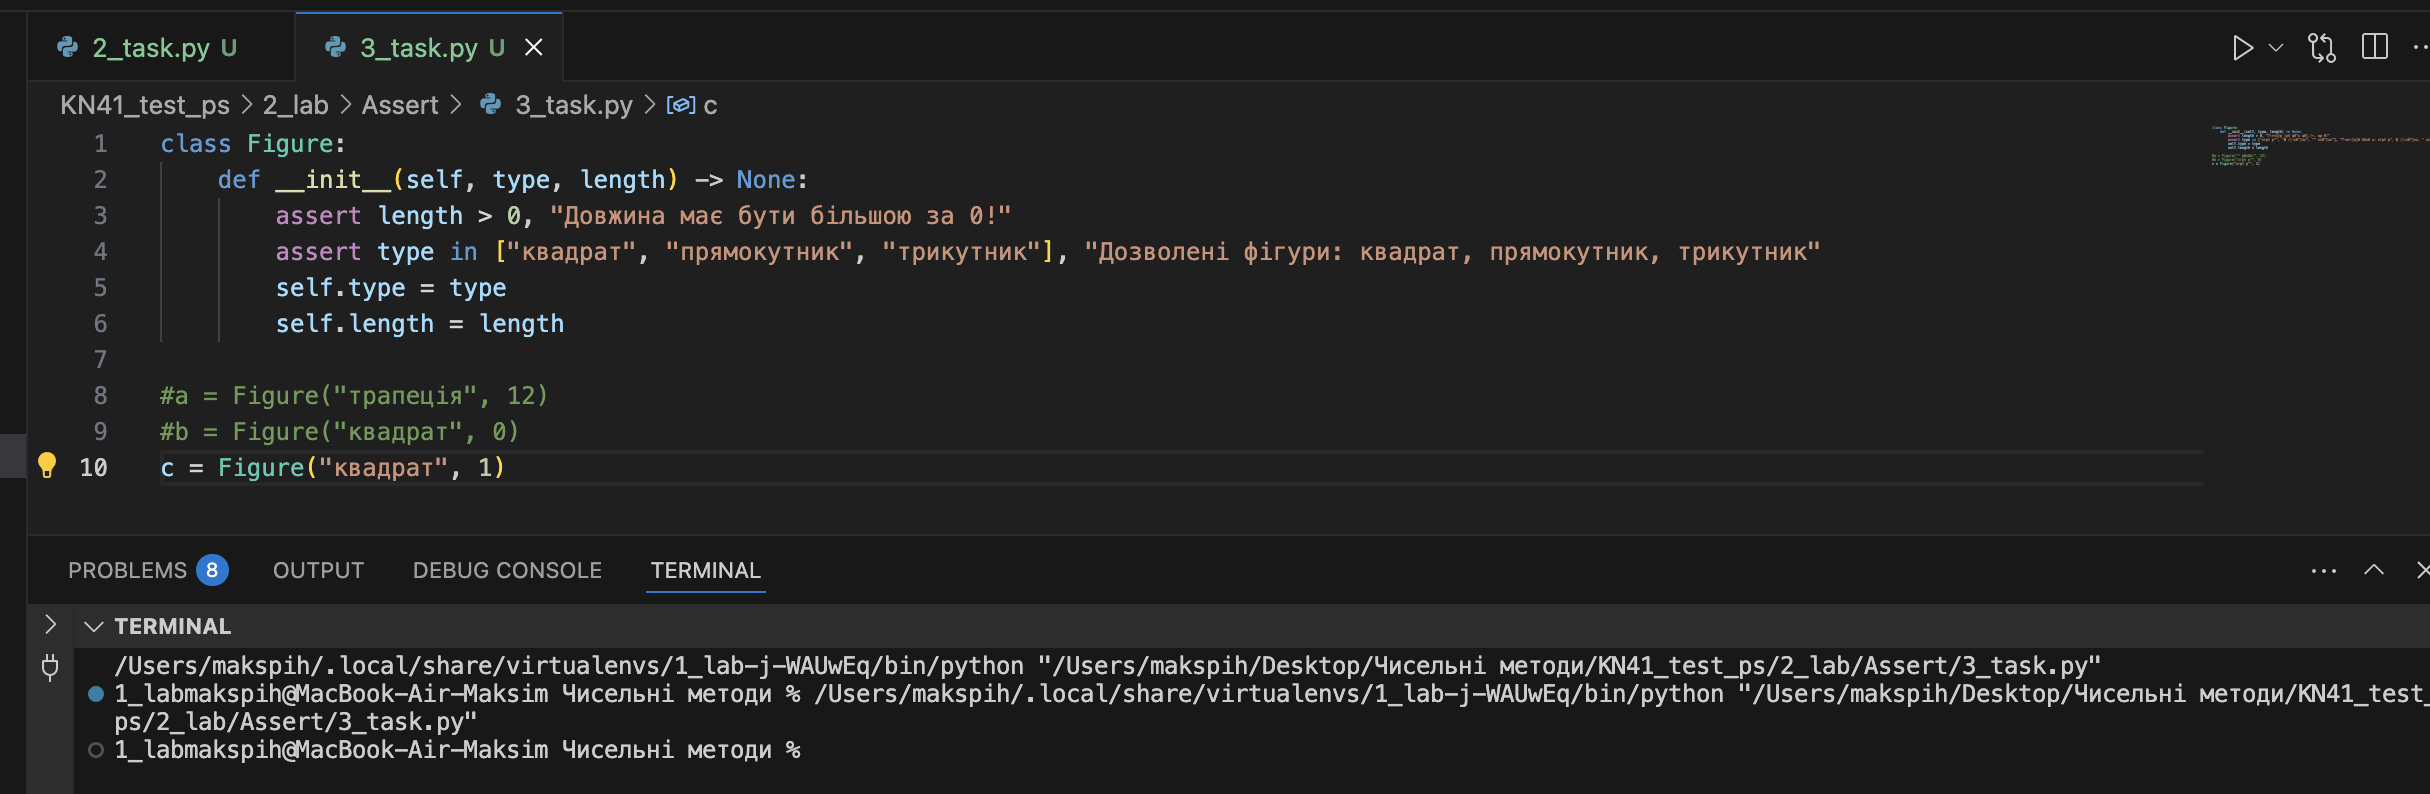 2_task.py U
3_task.py U
KN41_test_ps > 2_lab > Assert > 3_task.py > c
1 class Figure:
2 def __init__(self, type, length) -> None:
3 assert length > 0, "Довжина має бути більшою за 0!"
4 assert type in ["квадрат", "прямокутник", "трикутник"], "Дозволені фігури: квадрат, прямокутник, трикутник"
5 self.type = type
6 self.length = length
7
8 #a = Figure("трапеція", 12)
9 #b = Figure("квадрат", 0)
10 c = Figure("квадрат", 1)
PROBLEMS 8 OUTPUT DEBUG CONSOLE TERMINAL
TERMINAL
/Users/makspih/.local/share/virtualenvs/1_lab-j-WAUwEq/bin/python "/Users/makspih/Desktop/Чисельні методи/KN41_test_ps/2_lab/Assert/3_task.py"
1_labmakspih@MacBook-Air-Maksim Чисельні методи % /Users/makspih/.local/share/virtualenvs/1_lab-j-WAUwEq/bin/python "/Users/makspih/Desktop/Чисельні методи/KN41_test_
ps/2_lab/Assert/3_task.py"
1_labmakspih@MacBook-Air-Maksim Чисельні методи %